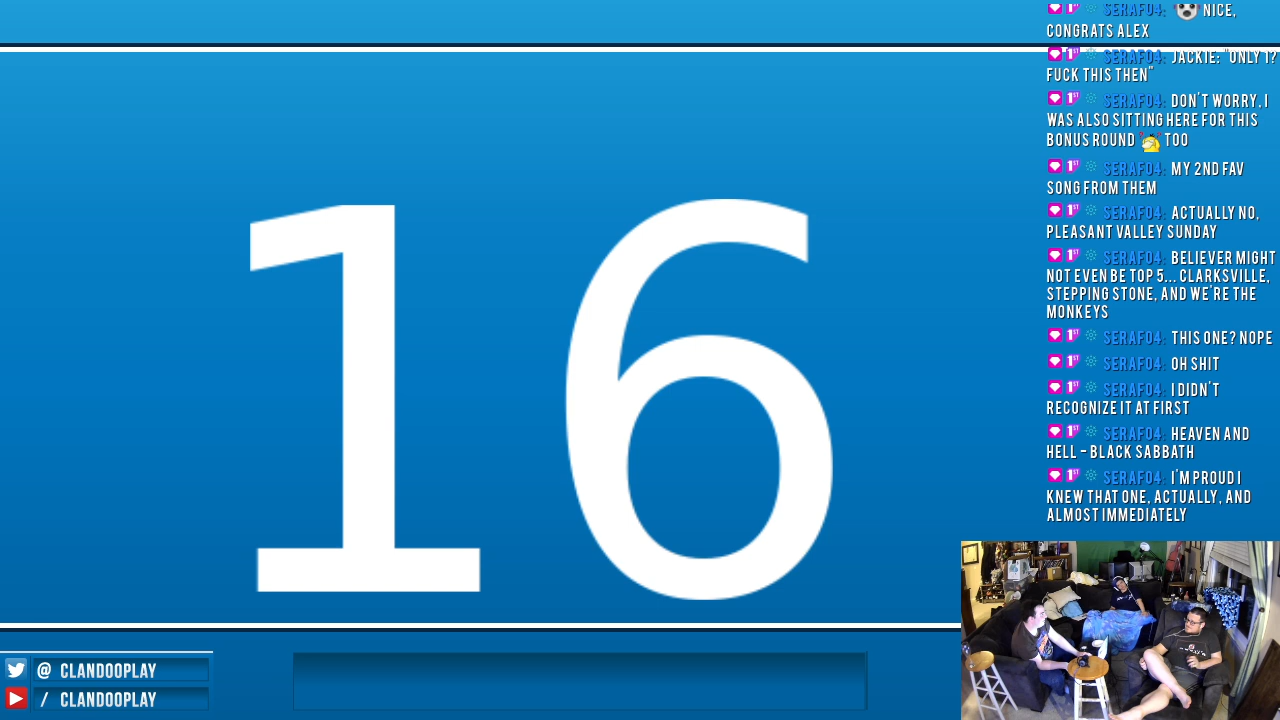 SERAF04: NICE,
CONGRATS ALEX
SERAF04: JACKIE: "ONLY 1?
FUCK THIS THEN"
SERAF04: DON'T WORRY, I
WAS ALSO SITTING HERE FOR THIS
BONUS ROUND TOO
SERAF04: MY 2ND FAV
SONG FROM THEM
SERAF04: ACTUALLY NO,
PLEASANT VALLEY SUNDAY
SERAF04: BELIEVER MIGHT
NOT EVEN BE TOP 5... CLARKSVILLE,
STEPPING STONE, AND WE'RE THE
MONKEYS
SERAF04: THIS ONE? NOPE
SERAF04: OH SHIT
SERAF04: I DIDN'T
RECOGNIZE IT AT FIRST
SERAF04: HEAVEN AND
HELL - BLACK SABBATH
SERAF04: I'M PROUD I
KNEW THAT ONE, ACTUALLY, AND
ALMOST IMMEDIATELY
16
@ CLANDOOPLAY
/ CLANDOOPLAY